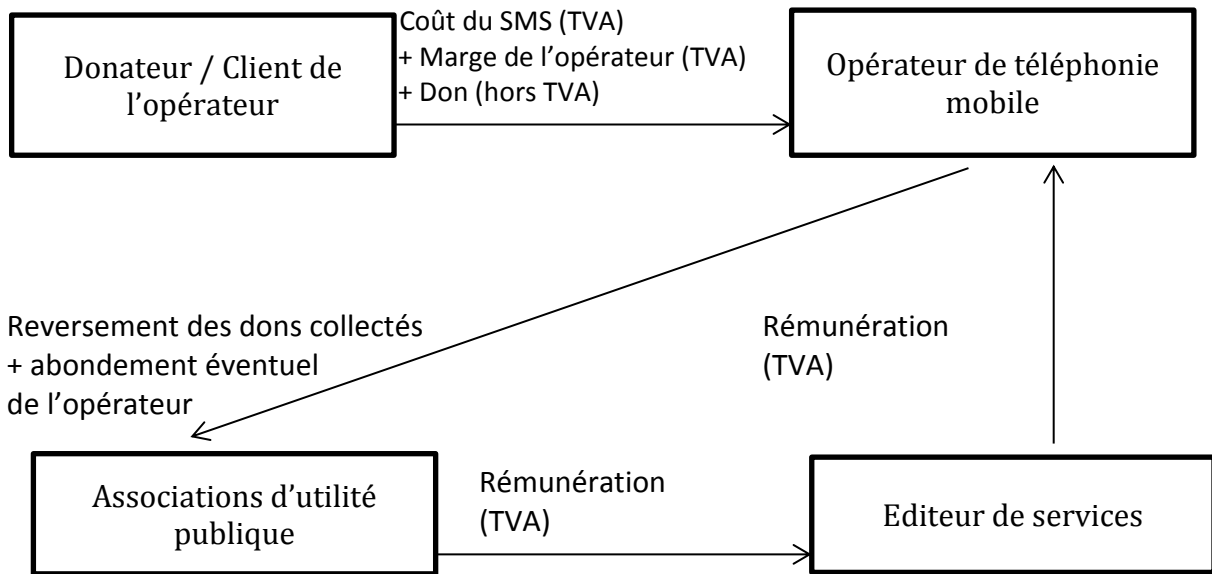 Donateur / Client de
l’opérateur
Coût du SMS (TVA)
+ Marge de l’opérateur (TVA)
+ Don (hors TVA)
Opérateur de téléphonie
mobile
Reversement des dons collectés
+ abondement éventuel
de l’opérateur
Rémunération
(TVA)
Associations d’utilité
publique
Rémunération
(TVA)
Editeur de services